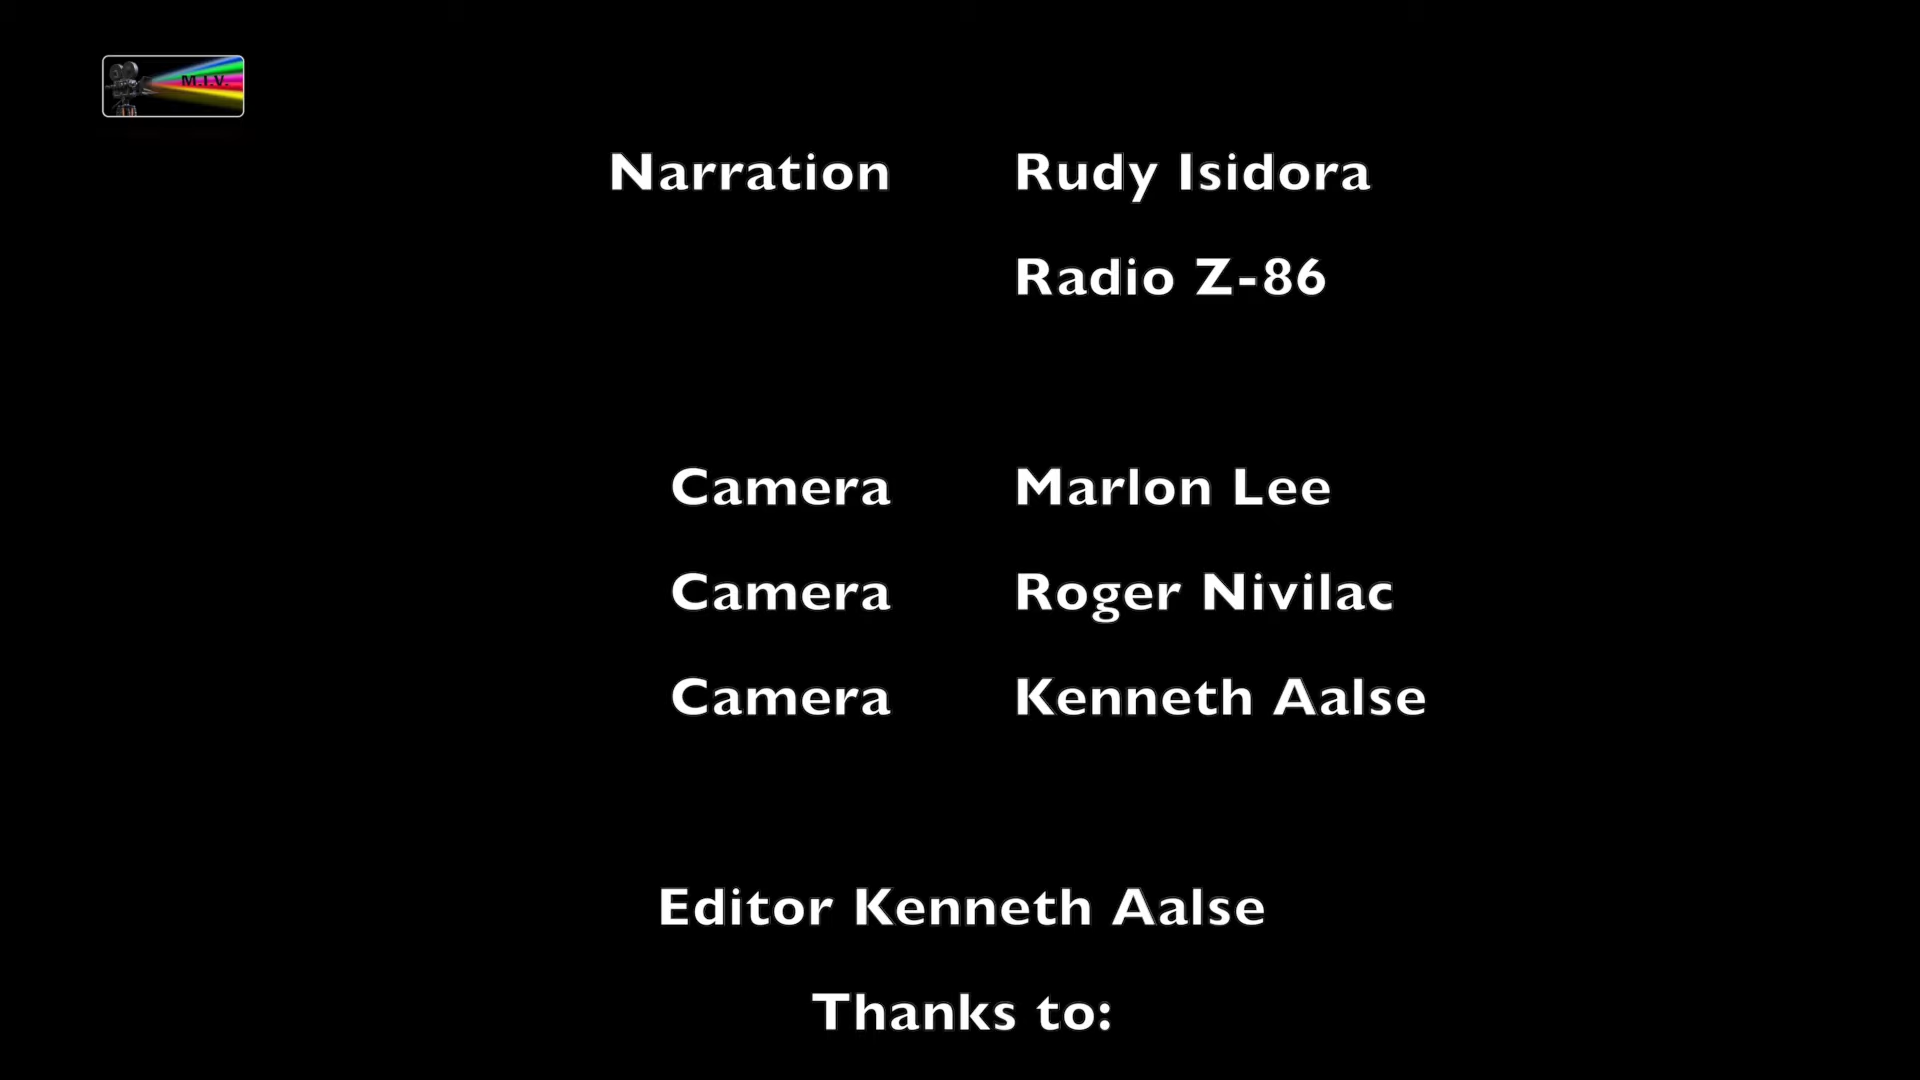 M.I.V.
Narration Rudy Isidora
Radio Z-86
Camera Marlon Lee
Camera Roger Nivilac
Camera Kenneth Aalse
Editor Kenneth Aalse
Thanks to: